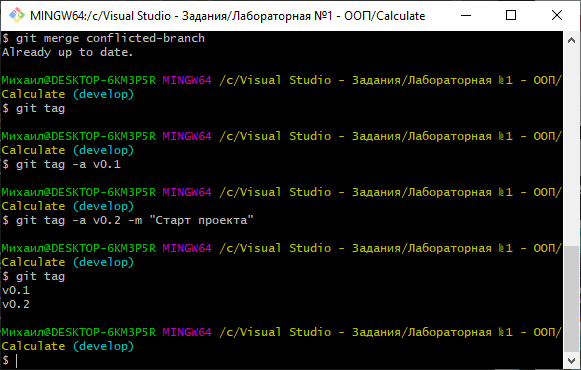 MINGW64:/c/Visual Studio - Задания/Лабораторная №1 - ООП/Calculate
$ git merge conflicted-branch
Already up to date.
Михаил@DESKTOP-6KM3P5R MINGW64 /c/Visual Studio - Задания/Лабораторная №1 - ООП/
Calculate (develop)
$ git tag
Михаил@DESKTOP-6KM3P5R MINGW64 /c/Visual Studio - Задания/Лабораторная №1 - ООП/
Calculate (develop)
$ git tag -a v0.1
Михаил@DESKTOP-6KM3P5R MINGW64 /c/Visual Studio - Задания/Лабораторная №1 - ООП/
Calculate (develop)
$ git tag -a v0.2 -m "Старт проекта"
Михаил@DESKTOP-6KM3P5R MINGW64 /c/Visual Studio - Задания/Лабораторная №1 - ООП/
Calculate (develop)
$ git tag
v0.1
v0.2
Михаил@DESKTOP-6KM3P5R MINGW64 /c/Visual Studio - Задания/Лабораторная №1 - ООП/
Calculate (develop)
$